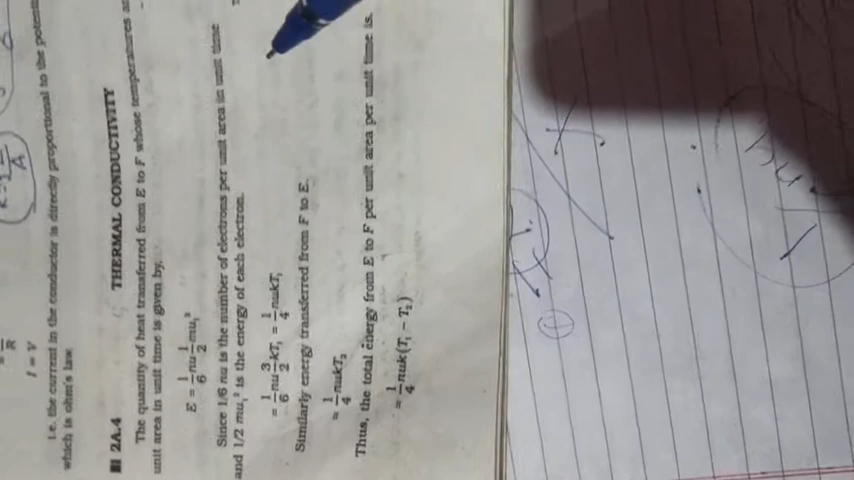 R
I = V
i.e. the current in the conductor is directly proportional to the
which is ohm's law
2A.4 THERMAL CONDUCTIVITY
The quantity of heat transferred from E to F whose temperatures
unit area in unit time is given by,
E = 1/6 nu 1/2 mu₁²
Since 1/6 nu is the number of electrons per unit area in unit time
and 1/2 mu₁² is the energy of each electron.
= 1/6 nu 3/2 kT₁ = 1/4 nukT₁
Similarly energy transferred from F to E.
= 1/4 nukT₂
Thus, the total energy from E to F per unit area per unit time is.
= 1/4 nuk(T₁ − T₂)